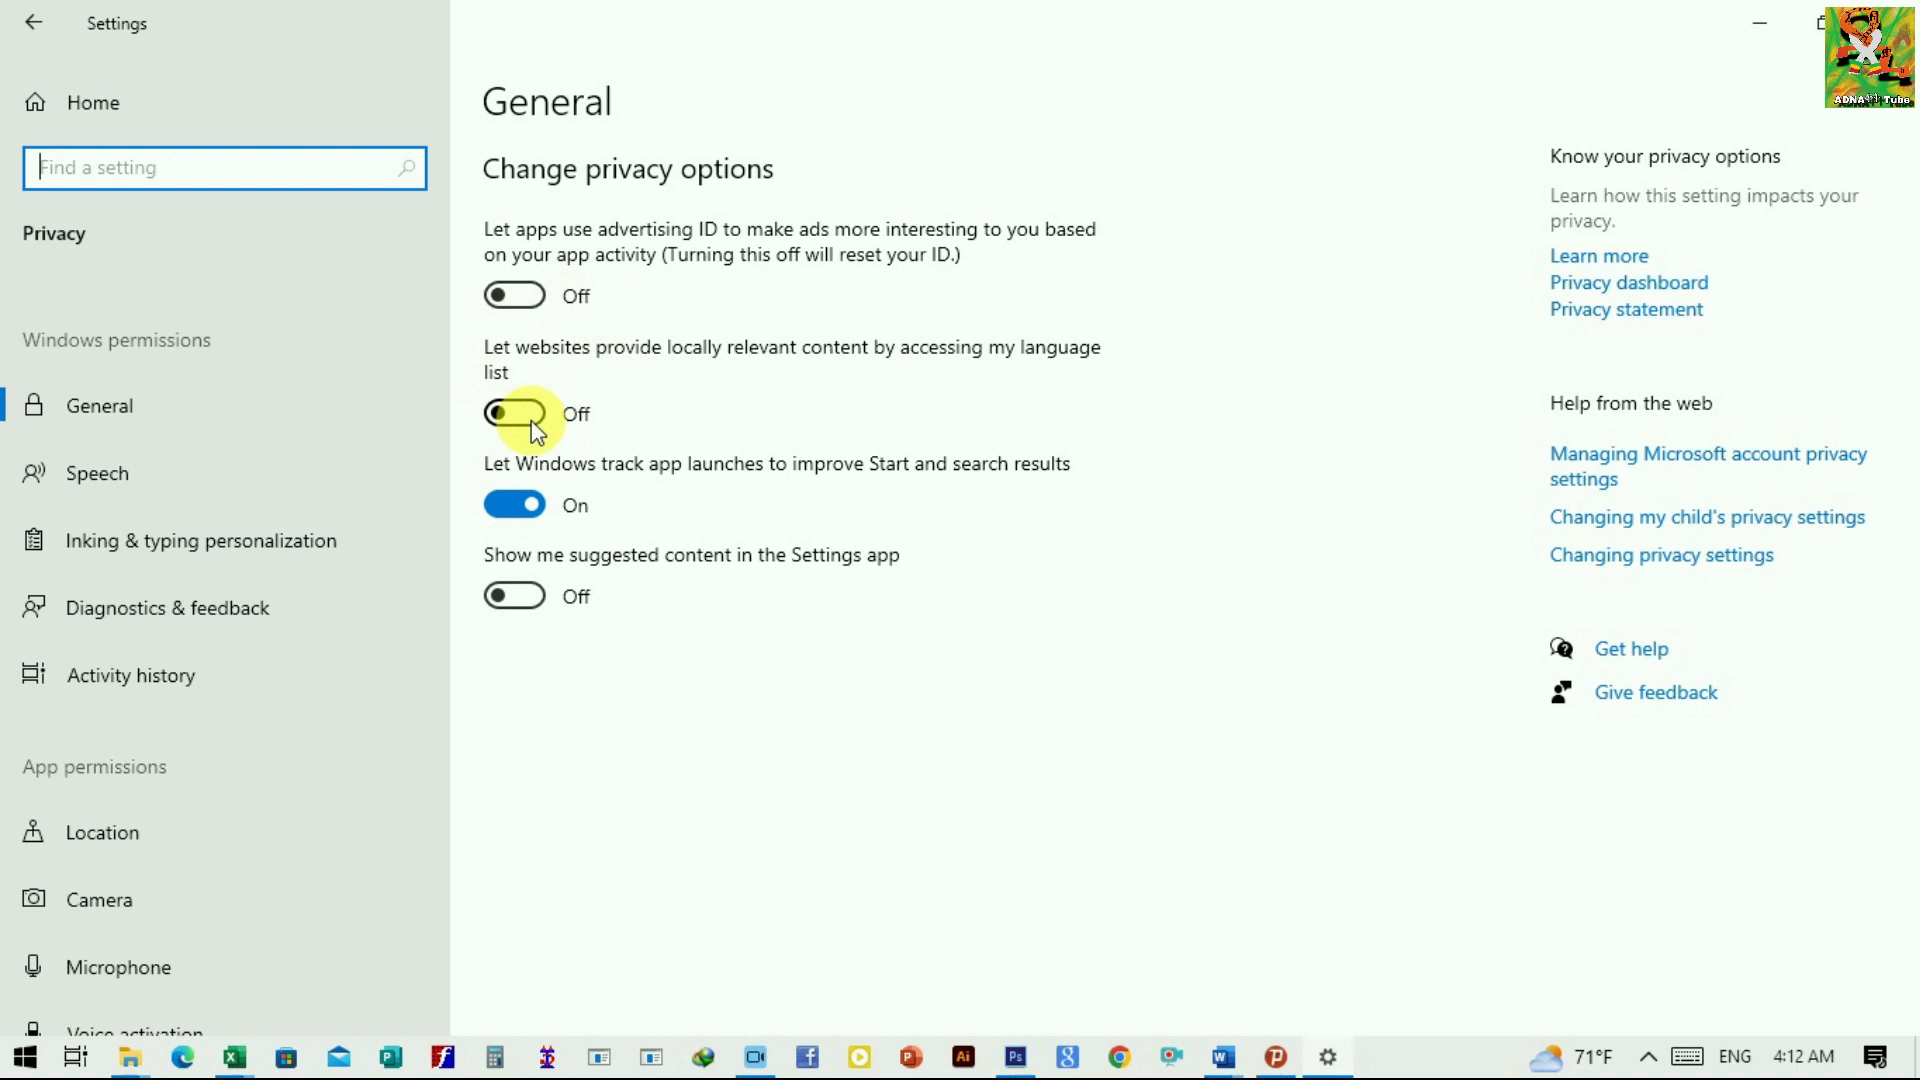 Settings
Home
Find a setting
Privacy
Windows permissions
General
Speech
Inking & typing personalization
Diagnostics & feedback
Activity history
App permissions
Location
Camera
Microphone
Voice activation
General
Change privacy options
Let apps use advertising ID to make ads more interesting to you based
on your app activity (Turning this off will reset your ID.)
Off
Let websites provide locally relevant content by accessing my language
list
Off
Let Windows track app launches to improve Start and search results
On
Show me suggested content in the Settings app
Off
Know your privacy options
Learn how this setting impacts your
privacy.
Learn more
Privacy dashboard
Privacy statement
Help from the web
Managing Microsoft account privacy
settings
Changing my child's privacy settings
Changing privacy settings
Get help
Give feedback
71°F
ENG
4:12 AM